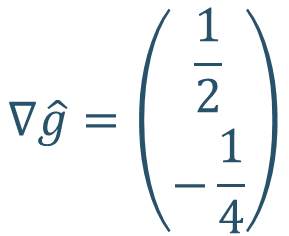 ∇ĝ = ( 1/2
−1/4 )